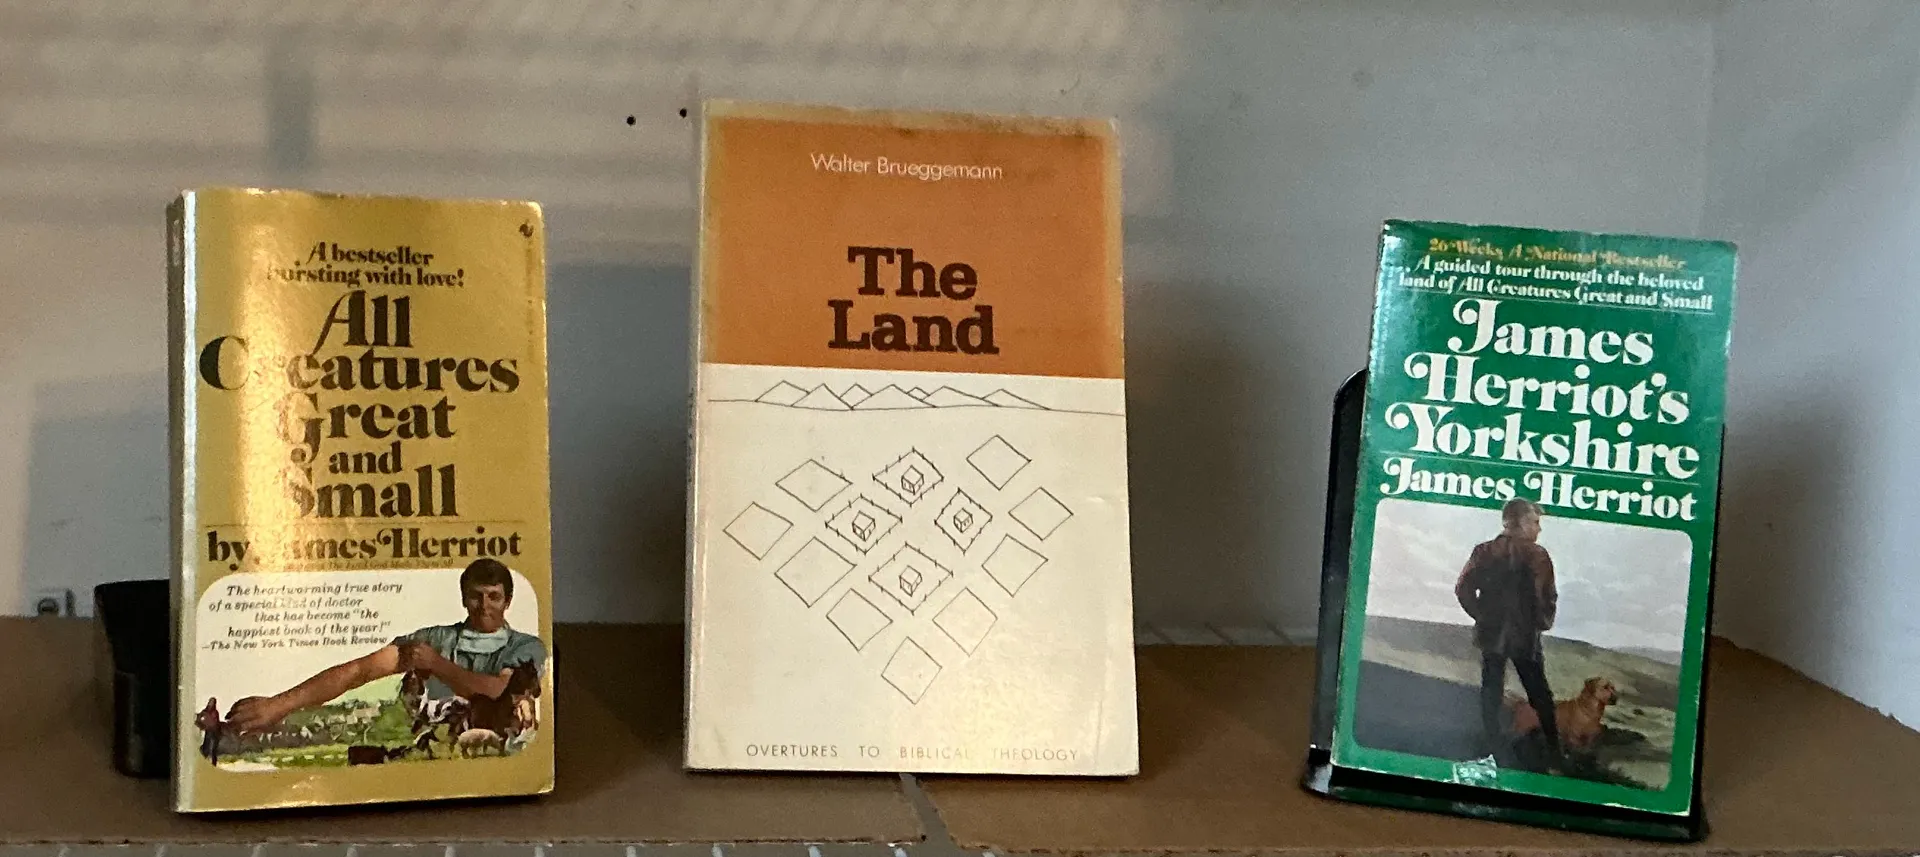 A bestseller
bursting with love!
All
Creatures
Great
and
Small
by James Herriot
The heartwarming true story
of a special kind of doctor
that has become "the
happiest book of the year!"
—The New York Times Book Review
Walter Brueggemann
The
Land
OVERTURES TO BIBLICAL THEOLOGY
26 Weeks A National Bestseller
A guided tour through the beloved
land of All Creatures Great and Small
James
Herriot's
Yorkshire
James Herriot